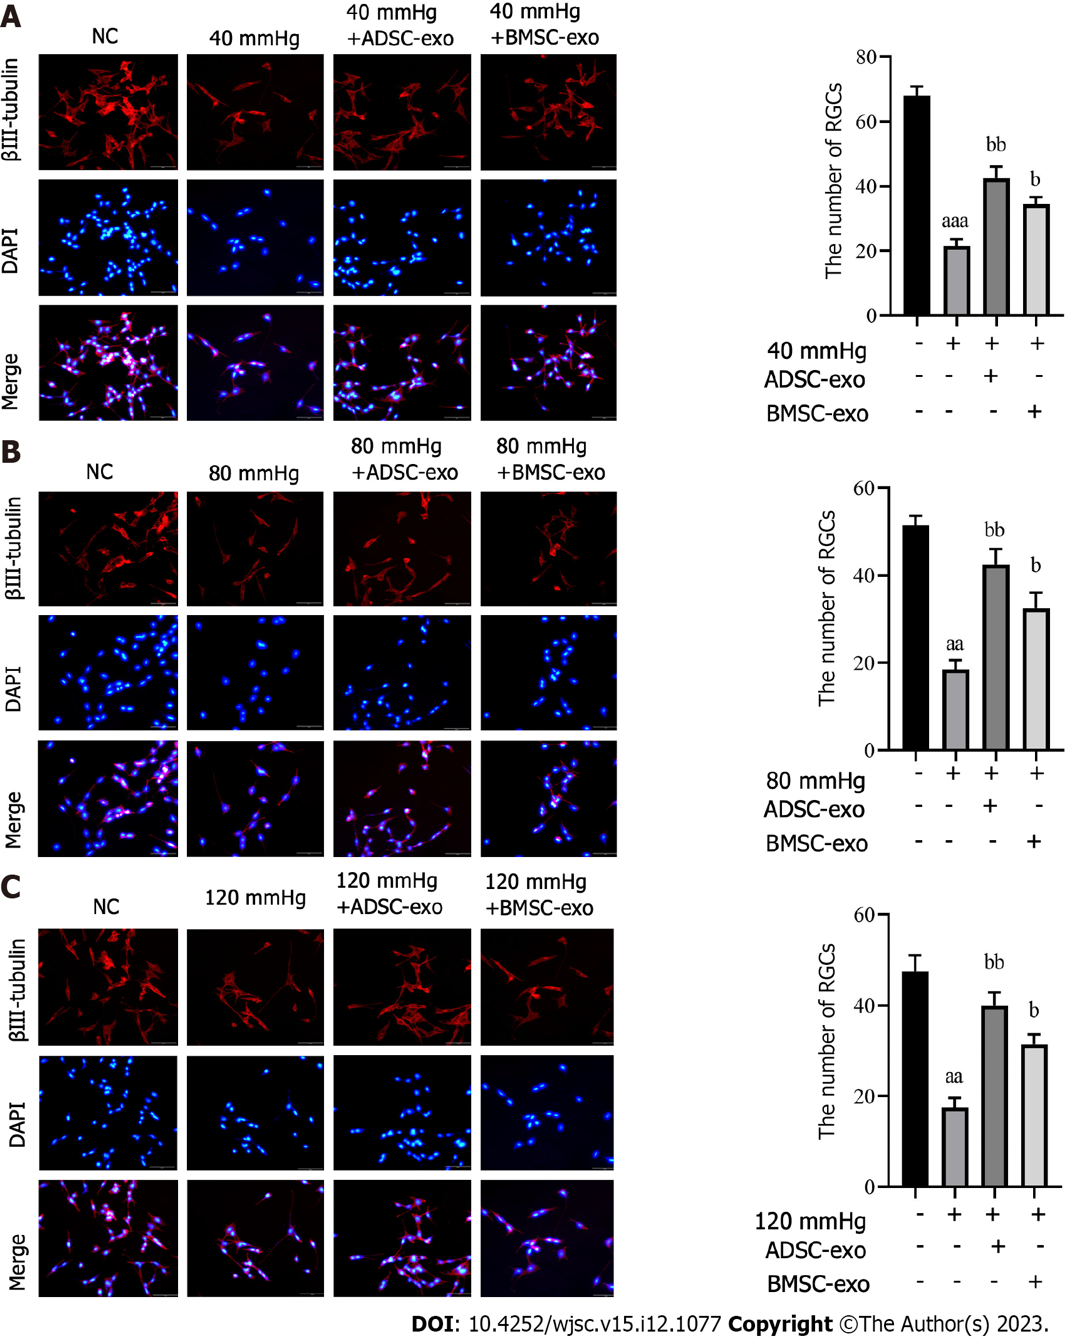 A
NC
40 mmHg
40 mmHg
+ADSC-exo
40 mmHg
+BMSC-exo
βIII-tubulin
DAPI
Merge
The number of RGCs
80
60
40
20
0
aaa
bb
b
40 mmHg - + + +
ADSC-exo - - + -
BMSC-exo - - - +
B
NC
80 mmHg
80 mmHg
+ADSC-exo
80 mmHg
+BMSC-exo
βIII-tubulin
DAPI
Merge
The number of RGCs
60
40
20
0
aa
bb
b
80 mmHg - + + +
ADSC-exo - - + -
BMSC-exo - - - +
C
NC
120 mmHg
120 mmHg
+ADSC-exo
120 mmHg
+BMSC-exo
βIII-tubulin
DAPI
Merge
The number of RGCs
60
40
20
0
aa
bb
b
120 mmHg - + + +
ADSC-exo - - + -
BMSC-exo - - - +
DOI: 10.4252/wjsc.v15.i12.1077 Copyright ©The Author(s) 2023.